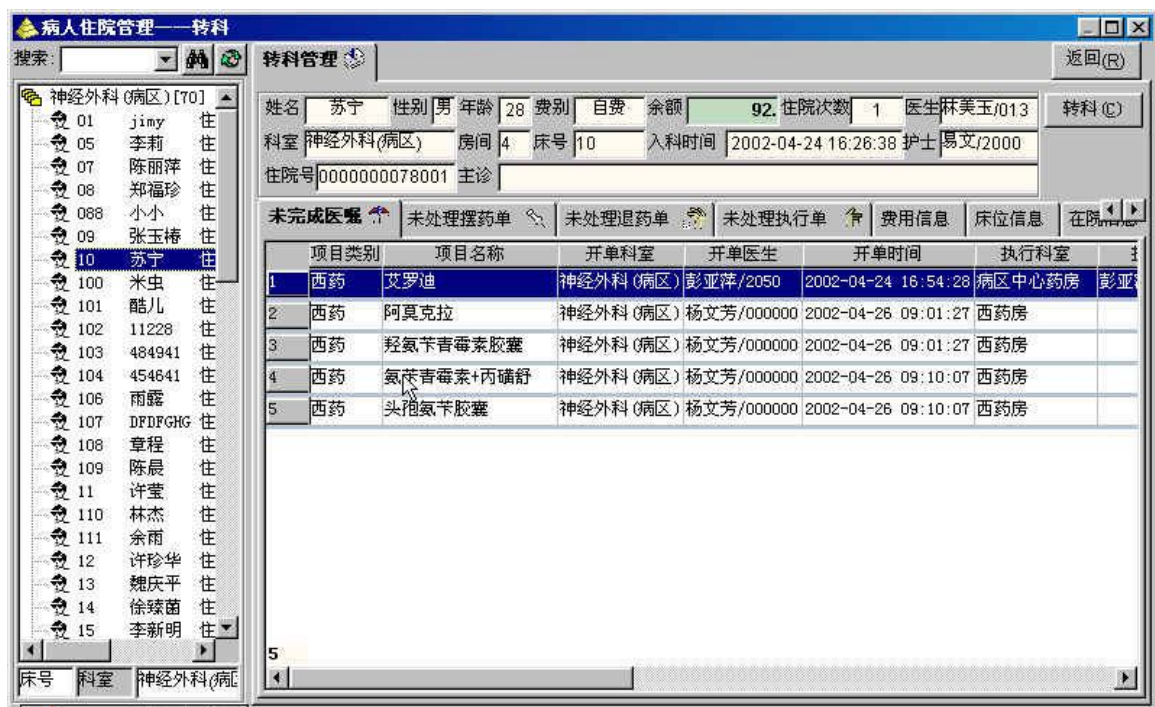 病人住院管理——转科
搜索:
转科管理
返回(R)
神经外科(病区)[70]
01 jimy 住
05 李莉 住
07 陈丽萍 住
08 郑福珍 住
088 小小 住
09 张玉椿 住
10 苏宁 住
100 米虫 住
101 酷儿 住
102 11228 住
103 484941 住
104 454641 住
106 雨露 住
107 DFDFGHG 住
108 章程 住
109 陈晨 住
11 许莹 住
110 林杰 住
111 余雨 住
12 许珍华 住
13 魏庆平 住
14 徐臻菌 住
15 李新明 住
床号 科室 神经外科(病区
姓名 苏宁 性别 男 年龄 28 费别 自费 余额 92. 住院次数 1 医生 林美玉/013 转科(C)
科室 神经外科(病区) 房间 4 床号 10 入科时间 2002-04-24 16:26:38 护士 易文/2000
住院号 0000000078001 主诊
未完成医嘱 未处理摆药单 未处理退药单 未处理执行单 费用信息 床位信息
项目类别 项目名称 开单科室 开单医生 开单时间 执行科室
1 西药 艾罗迪 神经外科(病区) 彭亚萍/2050 2002-04-24 16:54:28 病区中心药房 彭亚
2 西药 阿莫克拉 神经外科(病区) 杨文芳/000000 2002-04-26 09:01:27 西药房
3 西药 羟氨苄青霉素胶囊 神经外科(病区) 杨文芳/000000 2002-04-26 09:01:27 西药房
4 西药 氨苄青霉素+丙磺舒 神经外科(病区) 杨文芳/000000 2002-04-26 09:10:07 西药房
5 西药 头孢氨苄胶囊 神经外科(病区) 杨文芳/000000 2002-04-26 09:10:07 西药房
5